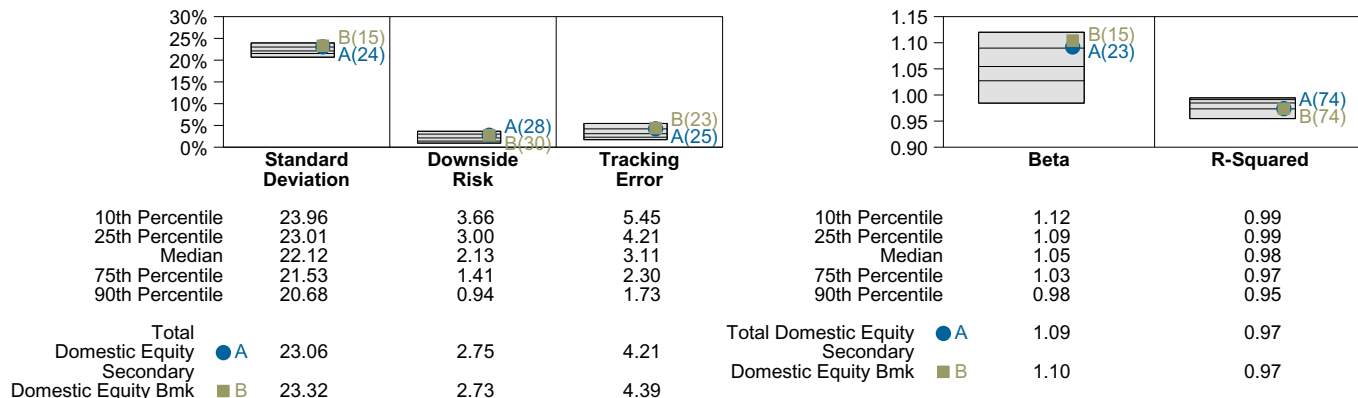 30%
25%
20%
15%
10%
5%
0%
B(15)
A(24)
A(28)
B(30)
B(23)
A(25)
Standard Deviation
Downside Risk
Tracking Error
10th Percentile 23.96 3.66 5.45
25th Percentile 23.01 3.00 4.21
Median 22.12 2.13 3.11
75th Percentile 21.53 1.41 2.30
90th Percentile 20.68 0.94 1.73
Total
Domestic Equity A 23.06 2.75 4.21
Secondary
Domestic Equity Bmk B 23.32 2.73 4.39
1.15
1.10
1.05
1.00
0.95
0.90
B(15)
A(23)
A(74)
B(74)
Beta
R-Squared
10th Percentile 1.12 0.99
25th Percentile 1.09 0.99
Median 1.05 0.98
75th Percentile 1.03 0.97
90th Percentile 0.98 0.95
Total Domestic Equity A 1.09 0.97
Secondary
Domestic Equity Bmk B 1.10 0.97